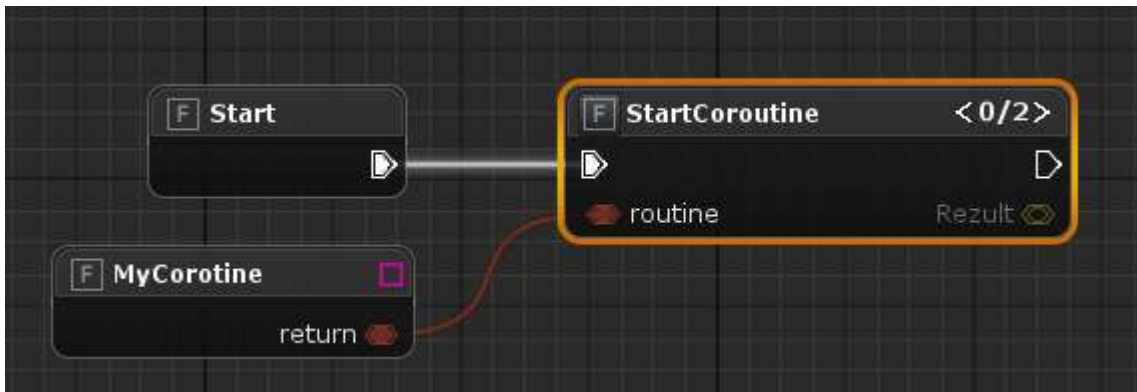 F Start
F StartCoroutine <0/2>
routine Rezult
F MyCorotine
return